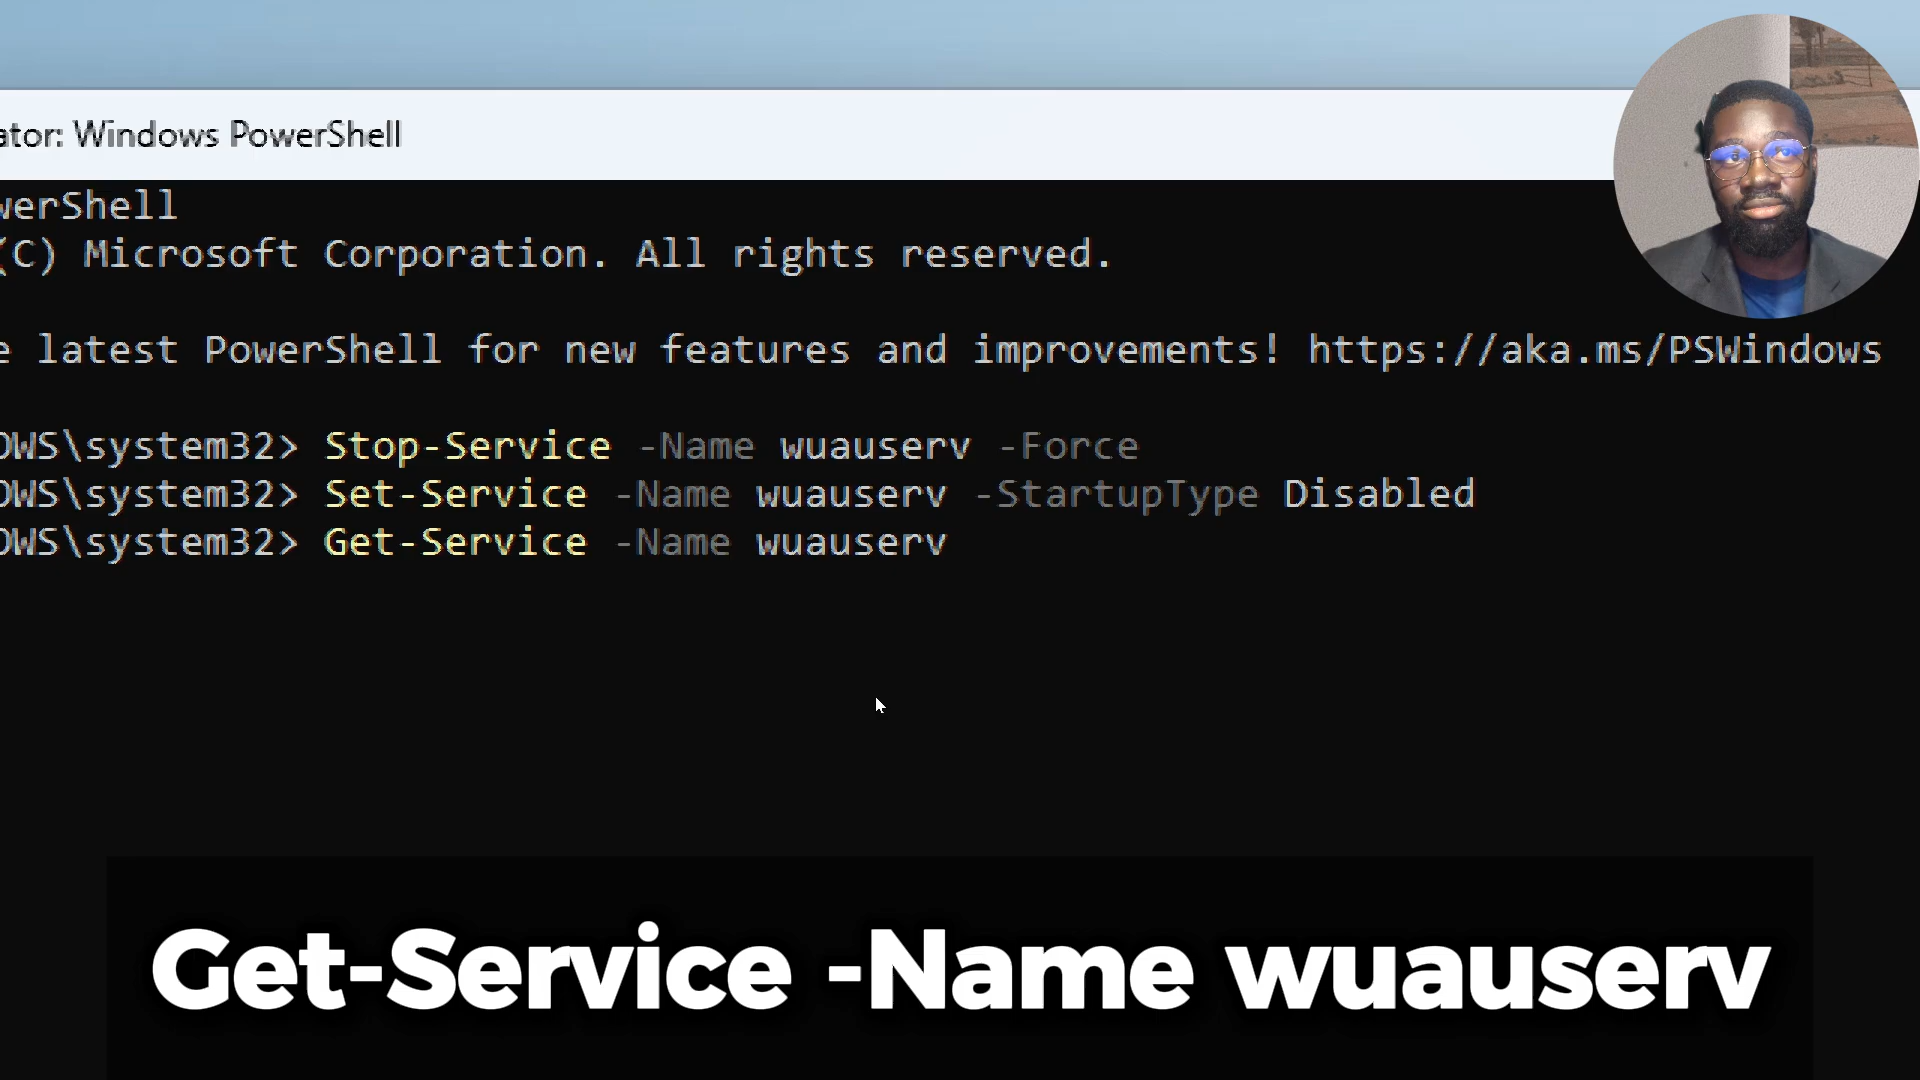 ator: Windows PowerShell
werShell
(C) Microsoft Corporation. All rights reserved.
e latest PowerShell for new features and improvements! https://aka.ms/PSWindows
OWS\system32> Stop-Service -Name wuauserv -Force
OWS\system32> Set-Service -Name wuauserv -StartupType Disabled
OWS\system32> Get-Service -Name wuauserv
Get-Service -Name wuauserv